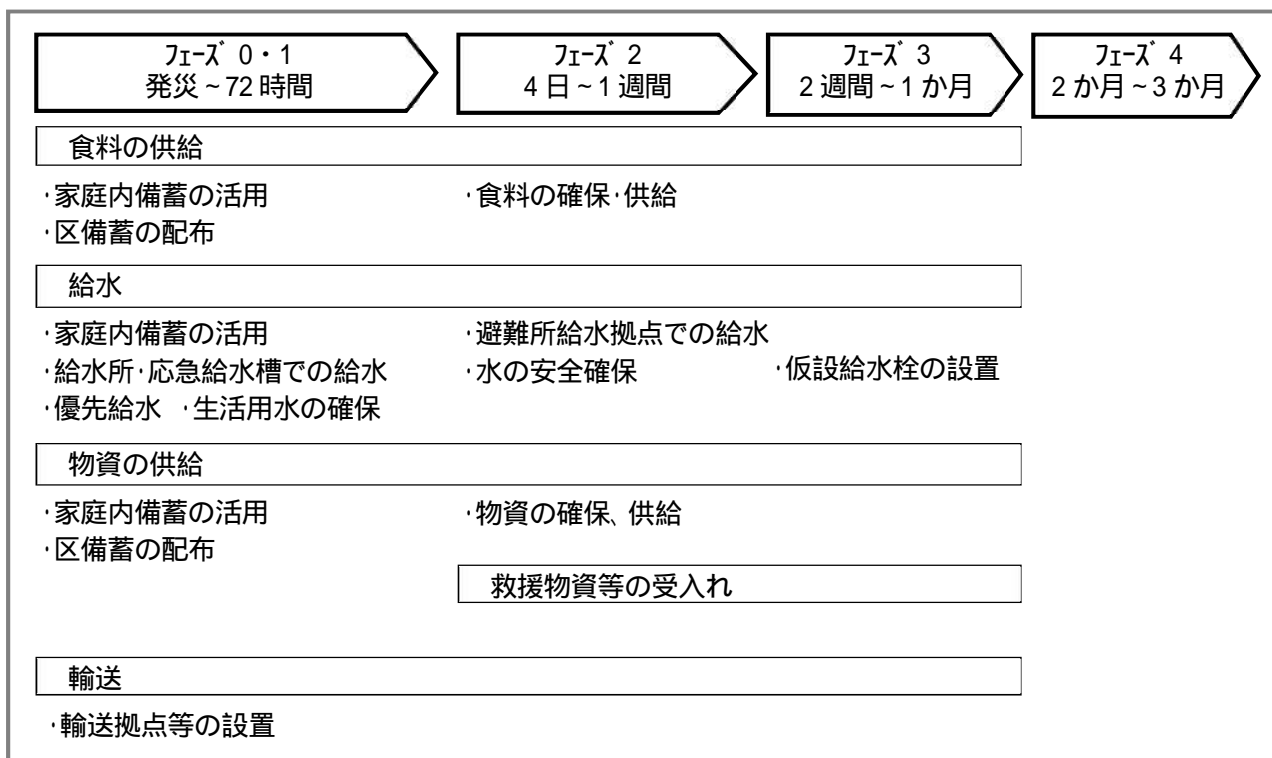 ﾌｪｰｽﾞ 0・1
発災～72時間
ﾌｪｰｽﾞ 2
4日～1週間
ﾌｪｰｽﾞ 3
2週間～1か月
ﾌｪｰｽﾞ 4
2か月～3か月
食料の供給
・家庭内備蓄の活用
・食料の確保・供給
・区備蓄の配布
給水
・家庭内備蓄の活用
・避難所給水拠点での給水
・給水所・応急給水槽での給水
・水の安全確保
・仮設給水栓の設置
・優先給水 ・生活用水の確保
物資の供給
・家庭内備蓄の活用
・物資の確保、供給
・区備蓄の配布
救援物資等の受入れ
輸送
・輸送拠点等の設置